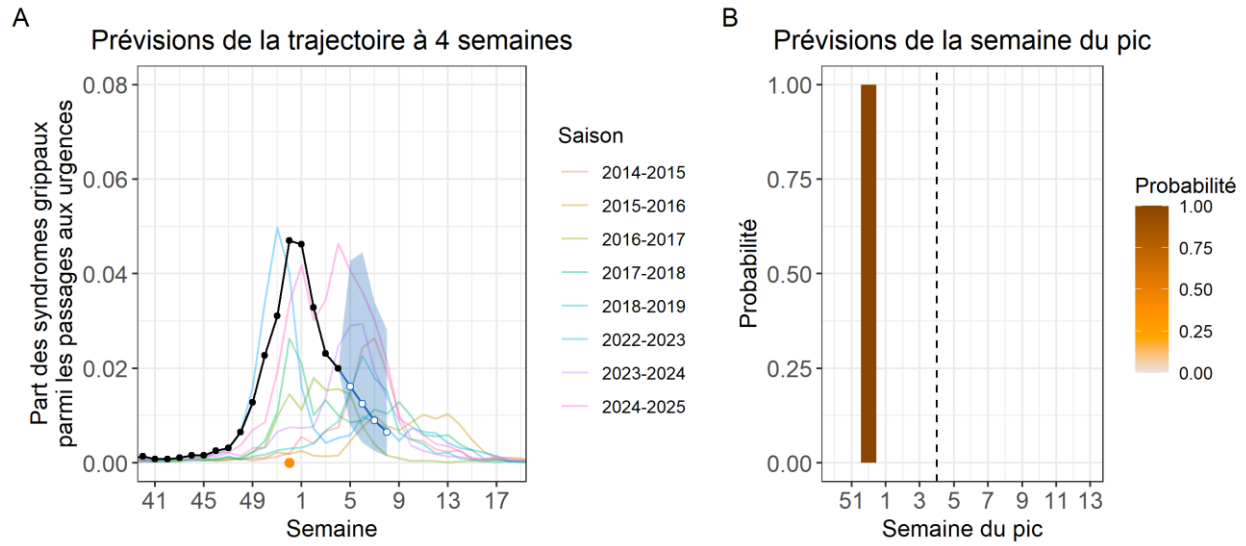 A
Prévisions de la trajectoire à 4 semaines
Part des syndromes grippaux
parmi les passages aux urgences
0.08
0.06
0.04
0.02
0.00
41 45 49 1 5 9 13 17
Semaine
Saison
2014-2015
2015-2016
2016-2017
2017-2018
2018-2019
2022-2023
2023-2024
2024-2025
B
Prévisions de la semaine du pic
Probabilité
1.00
0.75
0.50
0.25
0.00
51 1 3 5 7 9 11 13
Semaine du pic
Probabilité
1.00
0.75
0.50
0.25
0.00